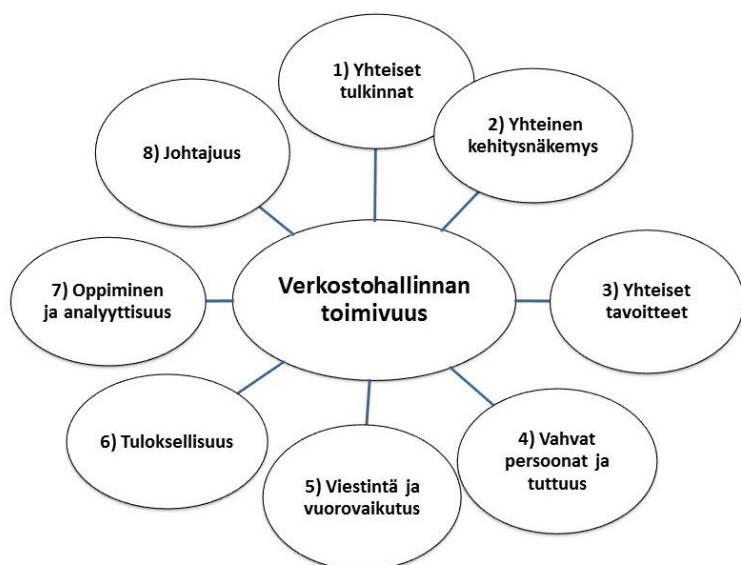 1) Yhteiset
tulkinnat
2) Yhteinen
kehitysnäkemys
8) Johtajuus
Verkostohallinnan
toimivuus
7) Oppiminen
ja analyyttisuus
3) Yhteiset
tavoitteet
6) Tuloksellisuus
4) Vahvat
persoonat ja
tuttuus
5) Viestintä ja
vuorovaikutus